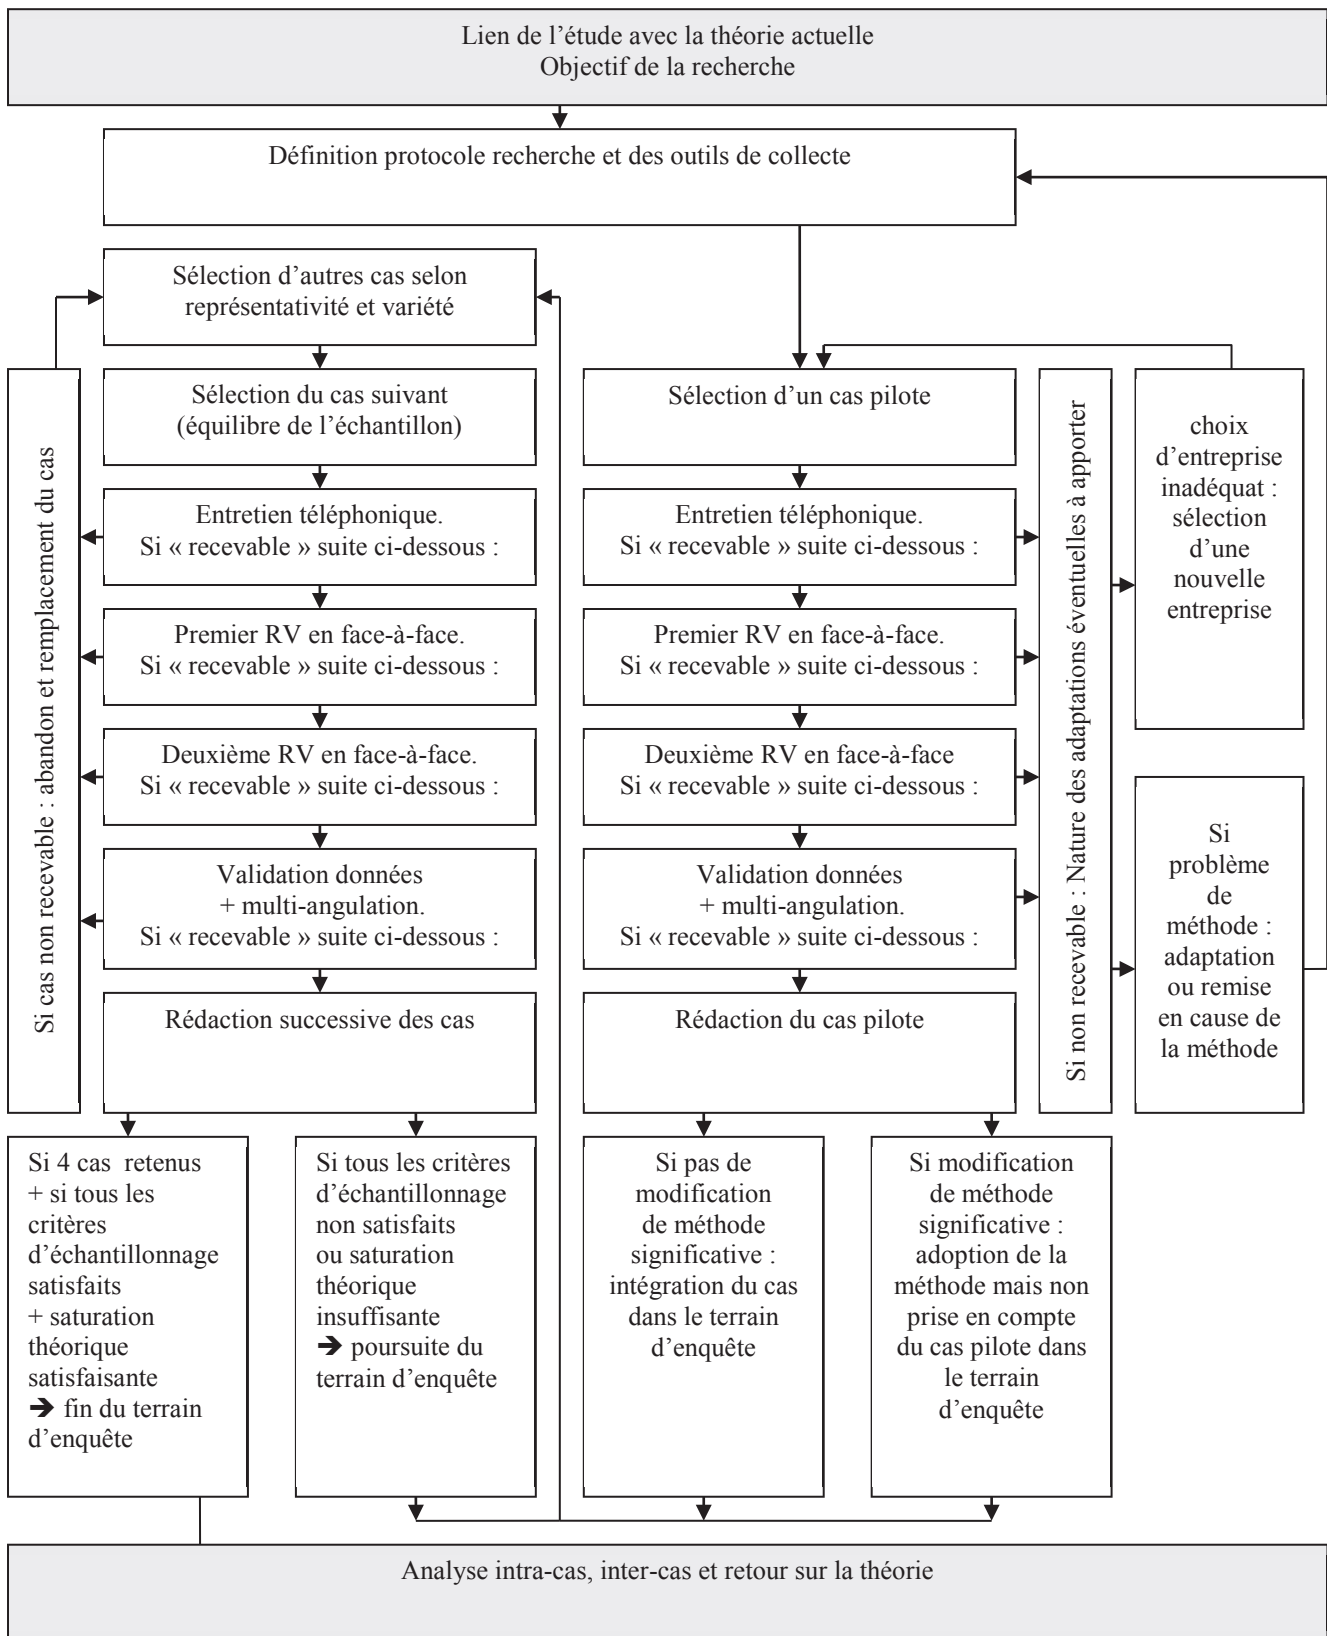 Lien de l’étude avec la théorie actuelle
Objectif de la recherche
Définition protocole recherche et des outils de collecte
Sélection d’autres cas selon
représentativité et variété
Si cas non recevable : abandon et remplacement du cas
Sélection du cas suivant
(équilibre de l’échantillon)
Entretien téléphonique.
Si « recevable » suite ci-dessous :
Premier RV en face-à-face.
Si « recevable » suite ci-dessous :
Deuxième RV en face-à-face.
Si « recevable » suite ci-dessous :
Validation données
+ multi-angulation.
Si « recevable » suite ci-dessous :
Rédaction successive des cas
Sélection d’un cas pilote
Entretien téléphonique.
Si « recevable » suite ci-dessous :
Premier RV en face-à-face.
Si « recevable » suite ci-dessous :
Deuxième RV en face-à-face
Si « recevable » suite ci-dessous :
Validation données
+ multi-angulation.
Si « recevable » suite ci-dessous :
Rédaction du cas pilote
Si non recevable : Nature des adaptations éventuelles à apporter
choix
d’entreprise
inadéquat :
sélection
d’une
nouvelle
entreprise
Si
problème
de
méthode :
adaptation
ou remise
en cause de
la méthode
Si 4 cas  retenus
+ si tous les
critères
d’échantillonnage
satisfaits
+ saturation
théorique
satisfaisante
➔ fin du terrain
d’enquête
Si tous les critères
d’échantillonnage
non satisfaits
ou saturation
théorique
insuffisante
➔ poursuite du
terrain d’enquête
Si pas de
modification
de méthode
significative :
intégration du cas
dans le terrain
d’enquête
Si modification
de méthode
significative :
adoption de la
méthode mais non
prise en compte
du cas pilote dans
le terrain
d’enquête
Analyse intra-cas, inter-cas et retour sur la théorie